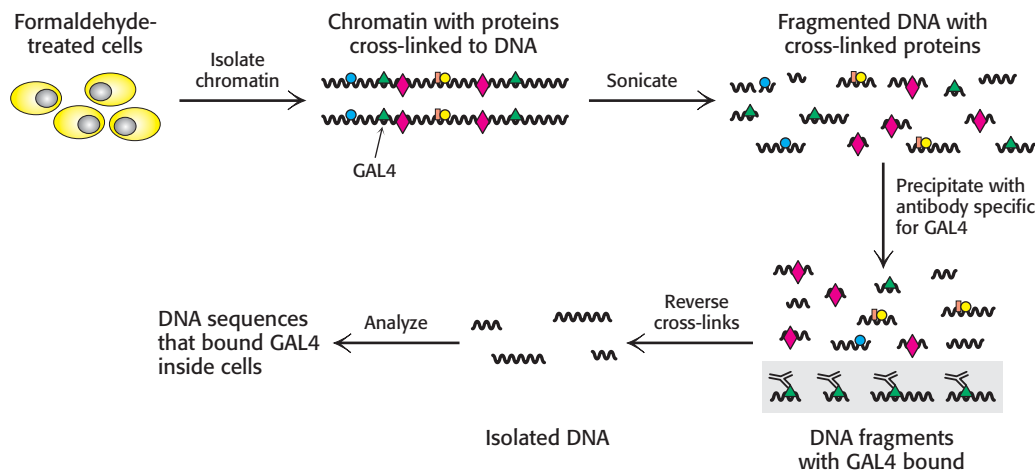 Formaldehyde-
treated cells
Isolate
chromatin
Chromatin with proteins
cross-linked to DNA
GAL4
Sonicate
Fragmented DNA with
cross-linked proteins
Precipitate with
antibody specific
for GAL4
DNA fragments
with GAL4 bound
Reverse
cross-links
Isolated DNA
Analyze
DNA sequences
that bound GAL4
inside cells